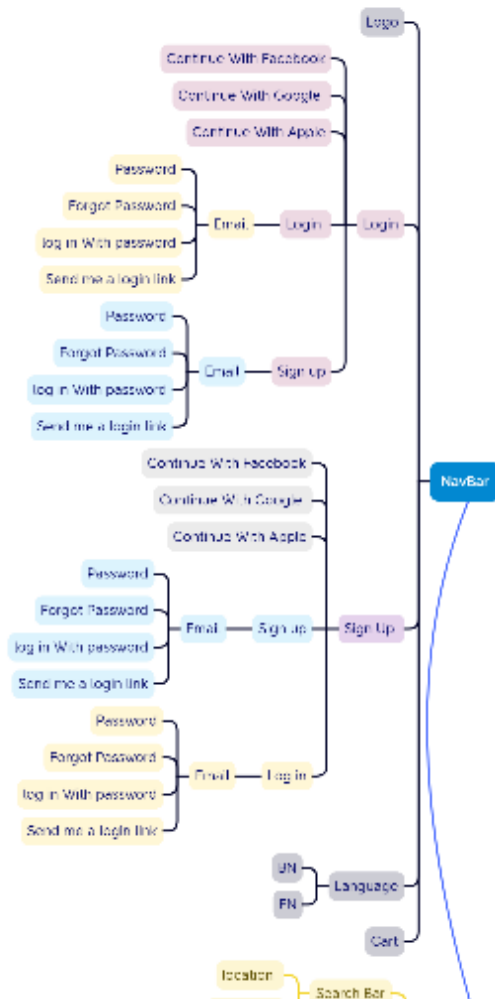 Logo
Continue With Facebook
Continue With Google
Continue With Apple
Password
Forgot Password
log in With password
Send me a login link
Email
Login
Login
Password
Forgot Password
log in With password
Send me a login link
Email
Sign up
Continue With Facebook
Continue With Google
Continue With Apple
NavBar
Password
Forgot Password
log in With password
Send me a login link
Email
Sign up
Sign Up
Password
Forgot Password
log in With password
Send me a login link
Email
Log in
BN
EN
Language
Cart
location
Search Bar